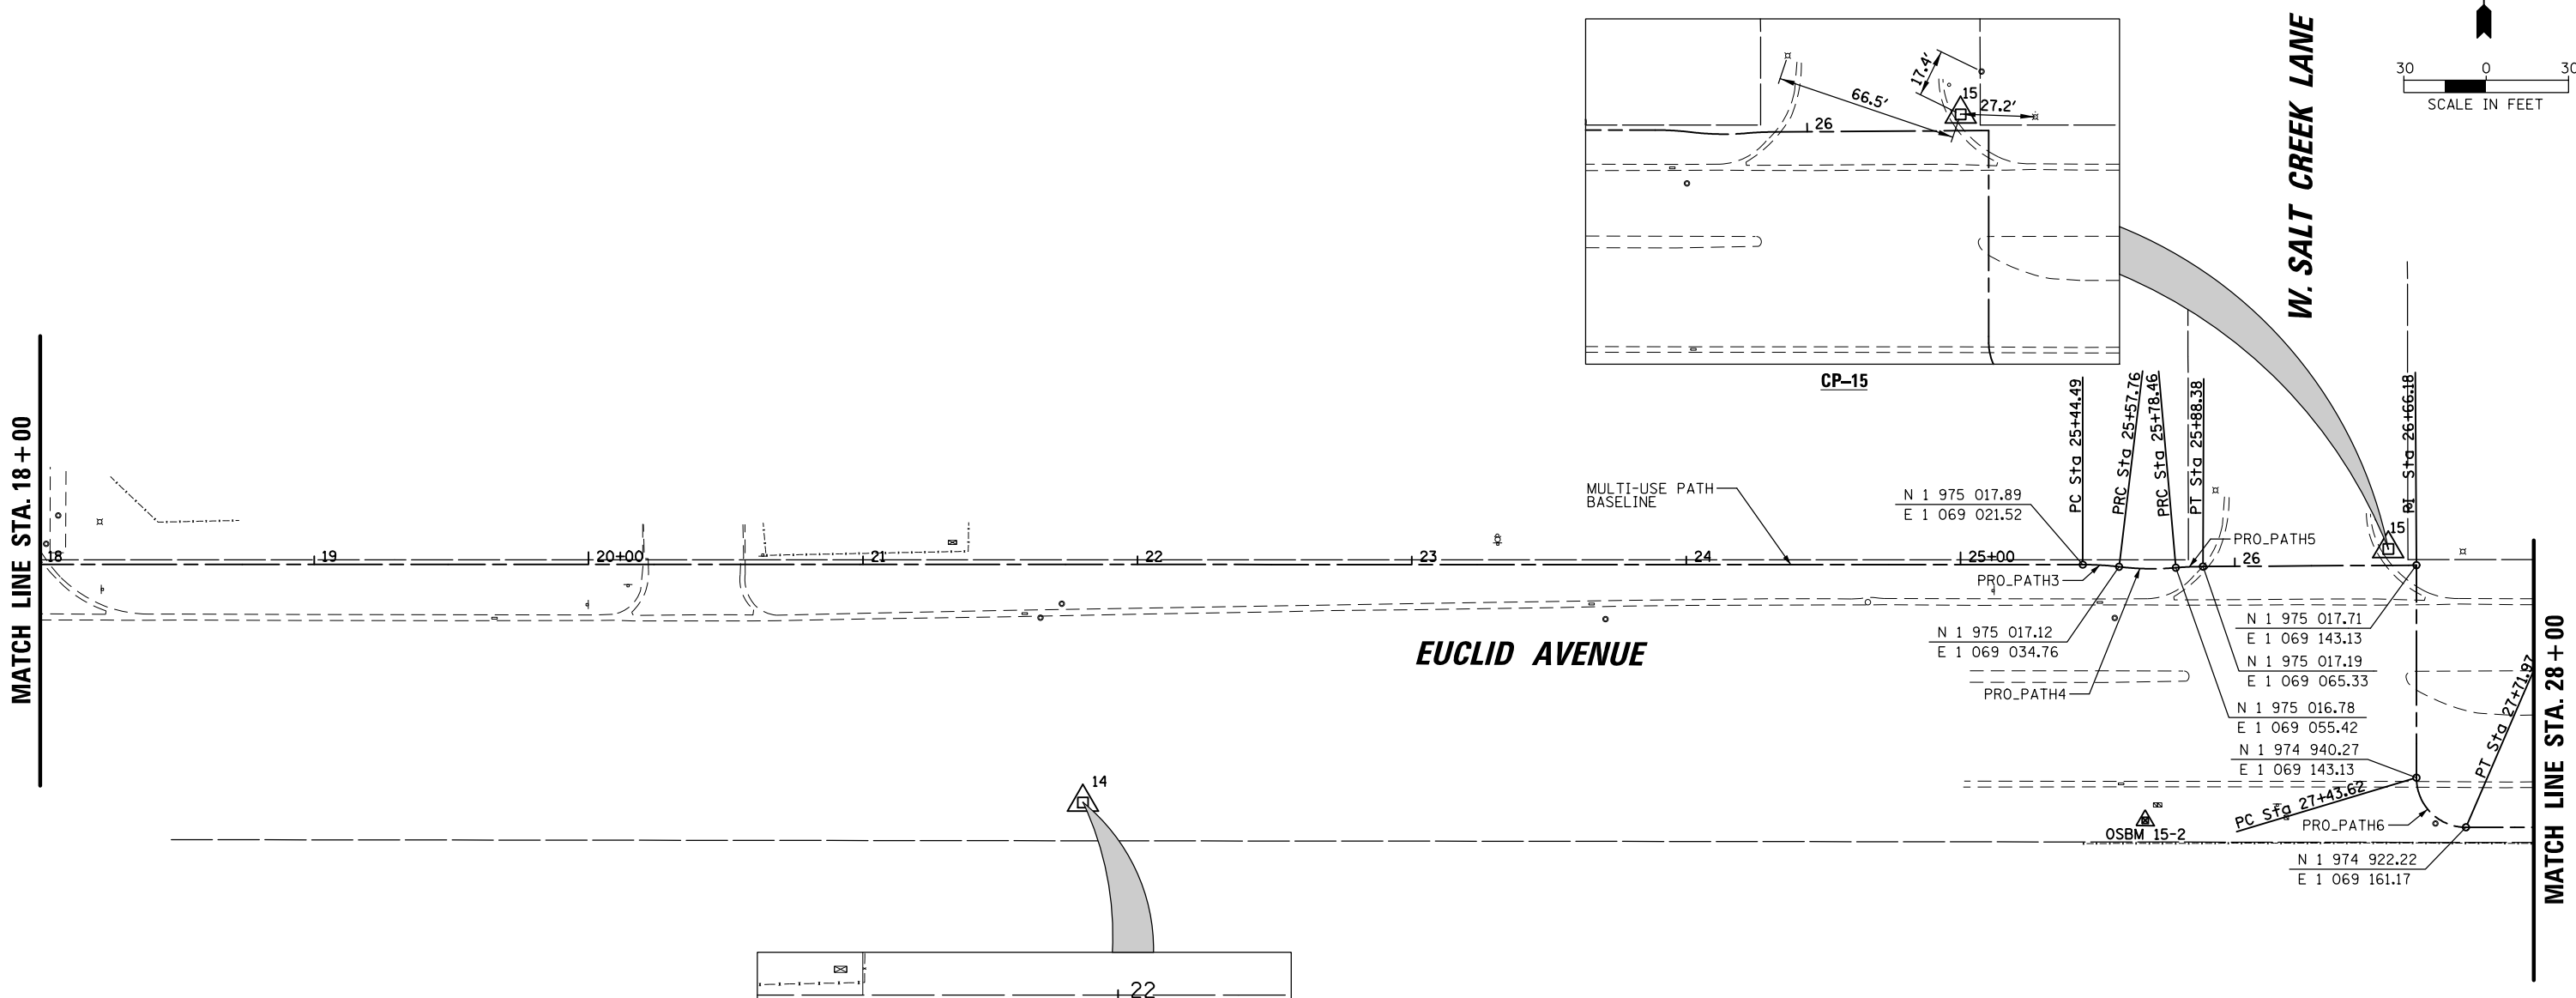 W. SALT CREEK LANE
30 0 30
SCALE IN FEET
17.4'
66.5'
15
27.2'
26
CP-15
MATCH LINE STA. 18+00
18
19
20+00
21
22
23
24
25+00
26
MULTI-USE PATH
BASELINE
N 1 975 017.89
E 1 069 021.52
PC Sta 25+44.49
PRC Sta 25+57.76
PRC Sta 25+78.46
PT Sta 25+88.38
PI Sta 26+66.18
15
PRO_PATH5
PRO_PATH3
N 1 975 017.12
E 1 069 034.76
EUCLID AVENUE
PRO_PATH4
N 1 975 017.71
E 1 069 143.13
N 1 975 017.19
E 1 069 065.33
N 1 975 016.78
E 1 069 055.42
N 1 974 940.27
E 1 069 143.13
PT Sta 27+71.97
PC Sta 27+43.62
PRO_PATH6
N 1 974 922.22
E 1 069 161.17
MATCH LINE STA. 28+00
14
OSBM 15-2
22